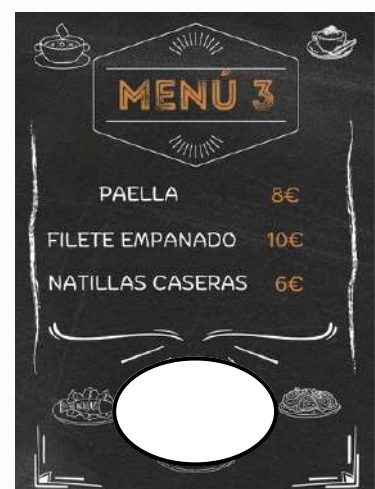 MENÚ 3
PAELLA 8€
FILETE EMPANADO 10€
NATILLAS CASERAS 6€